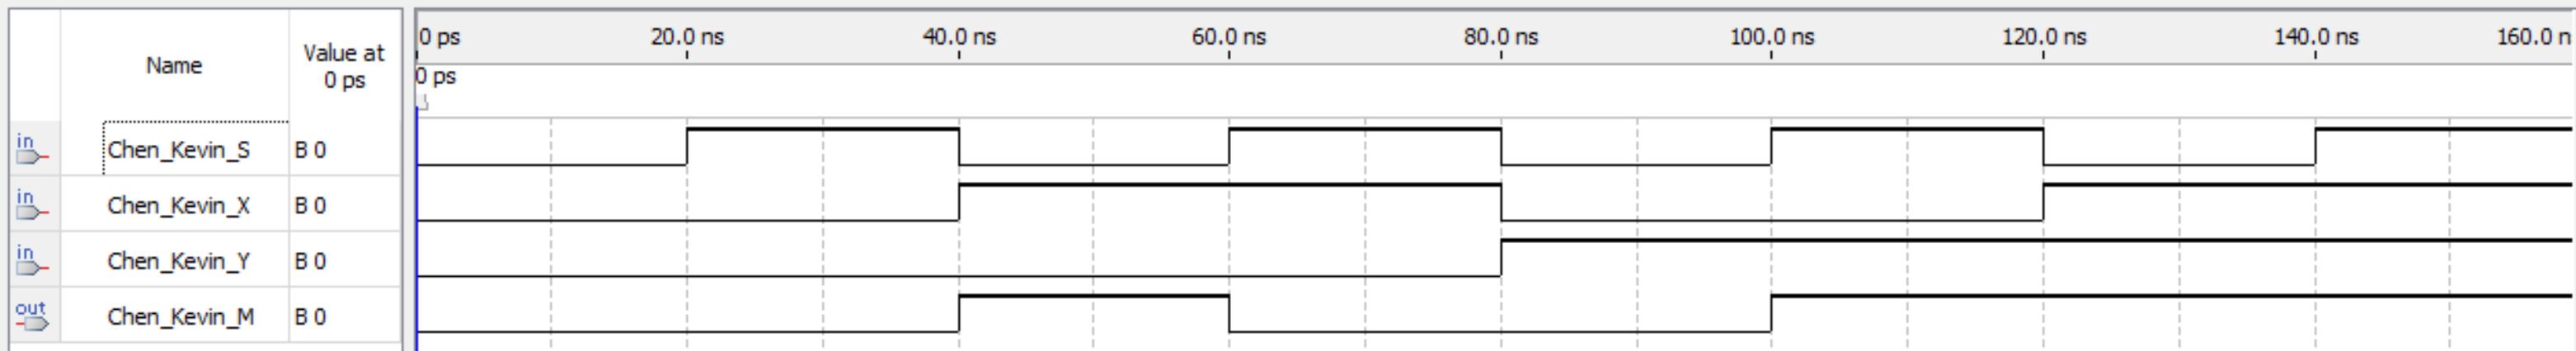 Name
Value at
0 ps
0 ps 20.0 ns 40.0 ns 60.0 ns 80.0 ns 100.0 ns 120.0 ns 140.0 ns 160.0 n
0 ps
in Chen_Kevin_S B 0
in Chen_Kevin_X B 0
in Chen_Kevin_Y B 0
out Chen_Kevin_M B 0